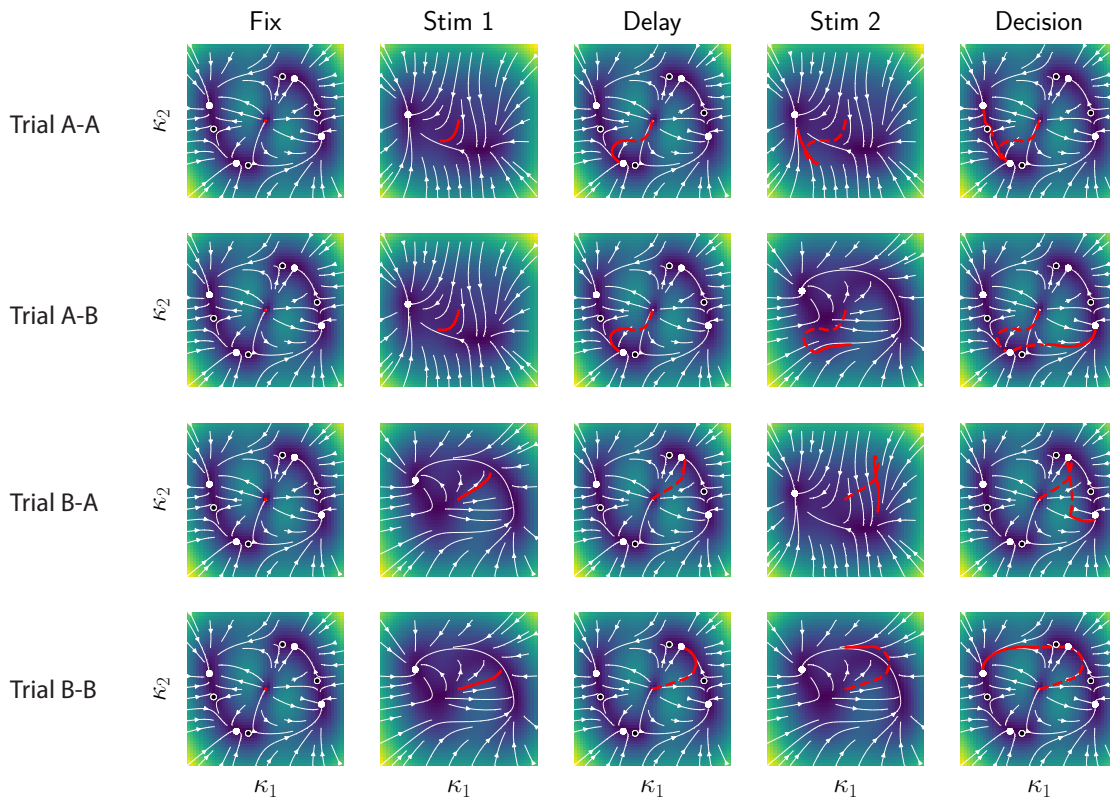 Fix Stim 1 Delay Stim 2 Decision
Trial A-A κ₂
Trial A-B κ₂
Trial B-A κ₂
Trial B-B κ₂
κ₁ κ₁ κ₁ κ₁ κ₁